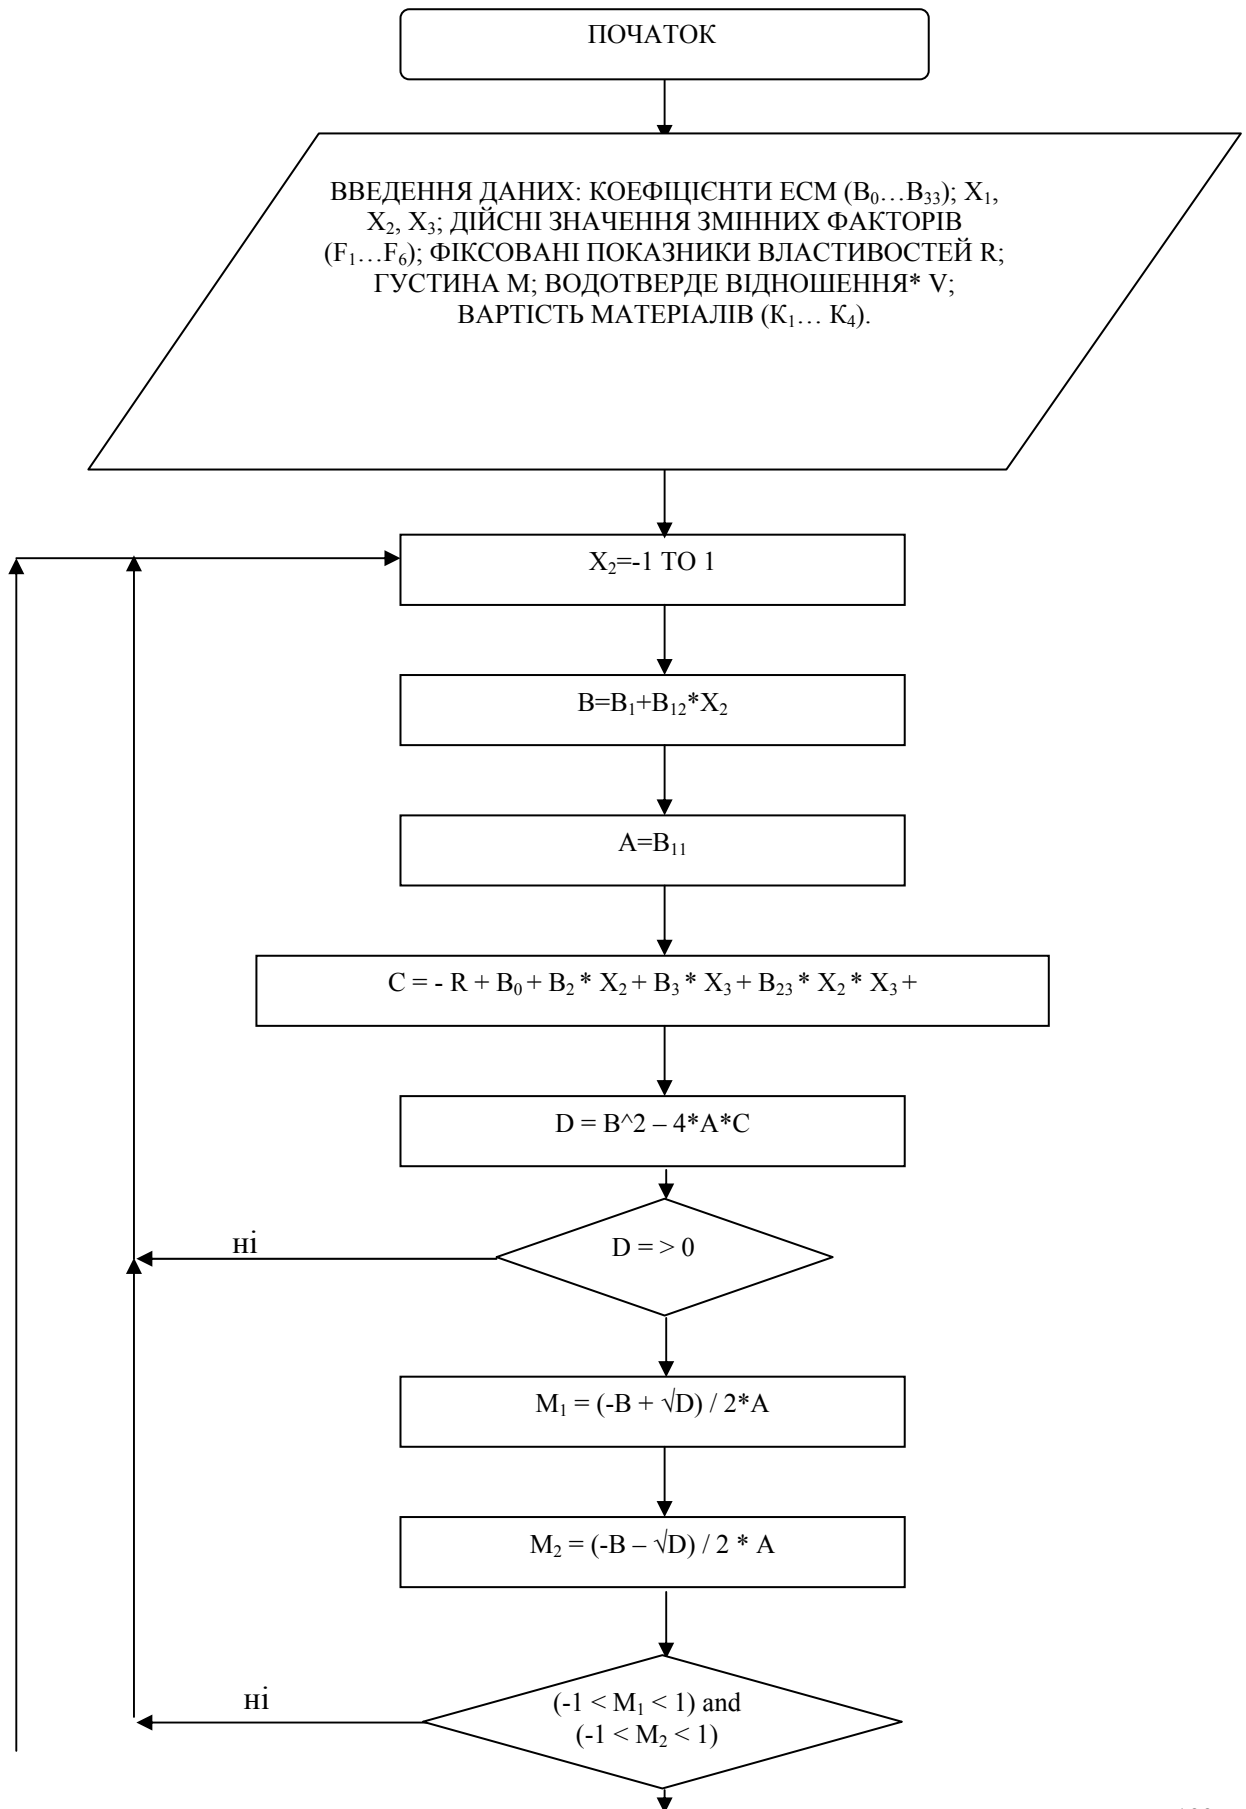 ПОЧАТОК
ВВЕДЕННЯ ДАНИХ: КОЕФІЦІЄНТИ ЕСМ (B₀…B₃₃); X₁,
X₂, X₃; ДІЙСНІ ЗНАЧЕННЯ ЗМІННИХ ФАКТОРІВ
(F₁…F₆); ФІКСОВАНІ ПОКАЗНИКИ ВЛАСТИВОСТЕЙ R;
ГУСТИНА M; ВОДОТВЕРДЕ ВІДНОШЕННЯ* V;
ВАРТІСТЬ МАТЕРІАЛІВ (К₁… К₄).
X₂=-1 TO 1
B=B₁+B₁₂*X₂
A=B₁₁
C = - R + B₀ + B₂ * X₂ + B₃ * X₃ + B₂₃ * X₂ * X₃ +
D = B^2 – 4*A*C
D = > 0
ні
M₁ = (-B + √D) / 2*A
M₂ = (-B – √D) / 2 * A
(-1 < M₁ < 1) and
(-1 < M₂ < 1)
ні